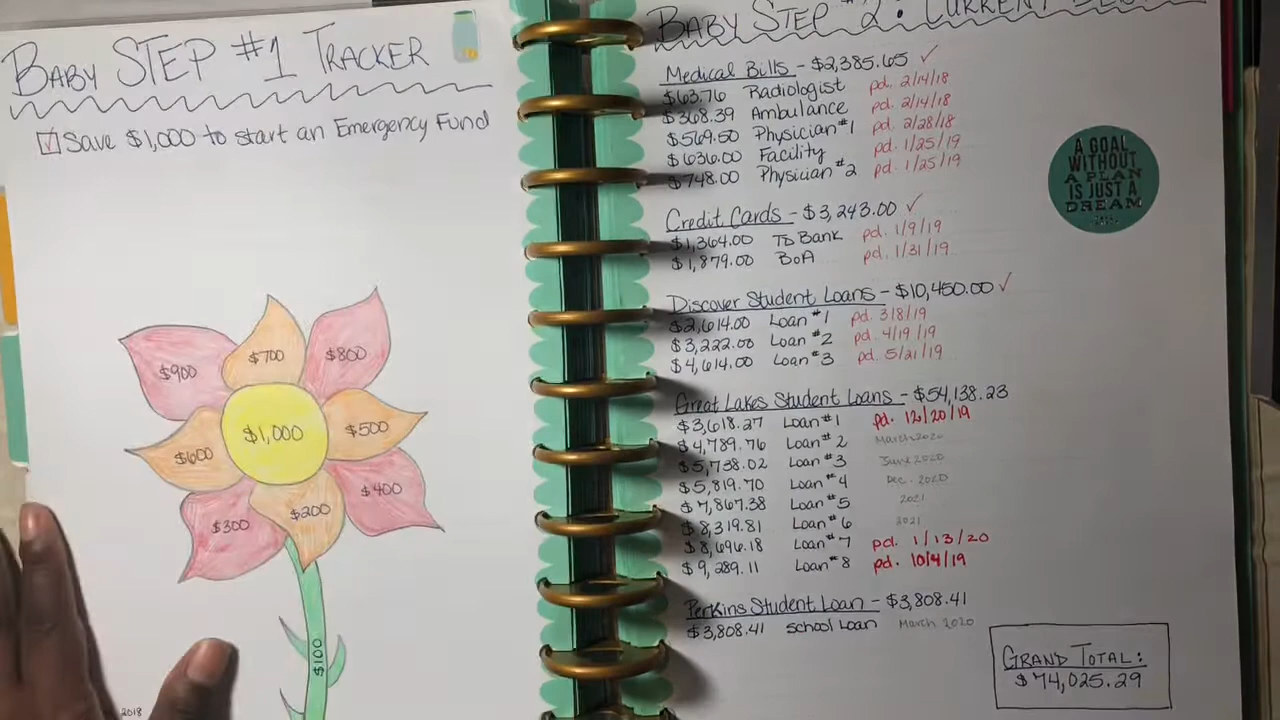 BABY STEP #1 TRACKER
Save $1,000 to start an Emergency Fund
$900
$700
$800
$1,000
$500
$600
$400
$300
$200
$100
2018
BABY STEP #2: CURRENT
Medical Bills - $2,385.65 ✓
$63.76 Radiologist pd. 2/14/18
$368.39 Ambulance pd. 2/14/18
$569.50 Physician #1 pd. 2/28/18
$636.00 Facility pd. 1/25/19
$748.00 Physician #2 pd. 1/25/19
Credit Cards - $3,243.00 ✓
$1,364.00 TD Bank pd. 1/9/19
$1,879.00 BoA pd. 1/31/19
Discover Student Loans - $10,450.00 ✓
$2,614.00 Loan #1 pd. 3/8/19
$3,222.00 Loan #2 pd. 4/19/19
$4,614.00 Loan #3 pd. 5/21/19
Great Lakes Student Loans - $54,138.23
$3,618.27 Loan #1 pd. 12/20/19
$4,789.76 Loan #2 March 2020
$5,738.02 Loan #3 June 2020
$5,819.70 Loan #4 Dec. 2020
$7,867.38 Loan #5 2021
$8,319.81 Loan #6 2021
$8,696.18 Loan #7 pd. 1/13/20
$9,289.11 Loan #8 pd. 10/4/19
Perkins Student Loan - $3,808.41
$3,808.41 School Loan March 2020
GRAND TOTAL:
$74,025.29
A GOAL
WITHOUT
A PLAN
IS JUST A
DREAM